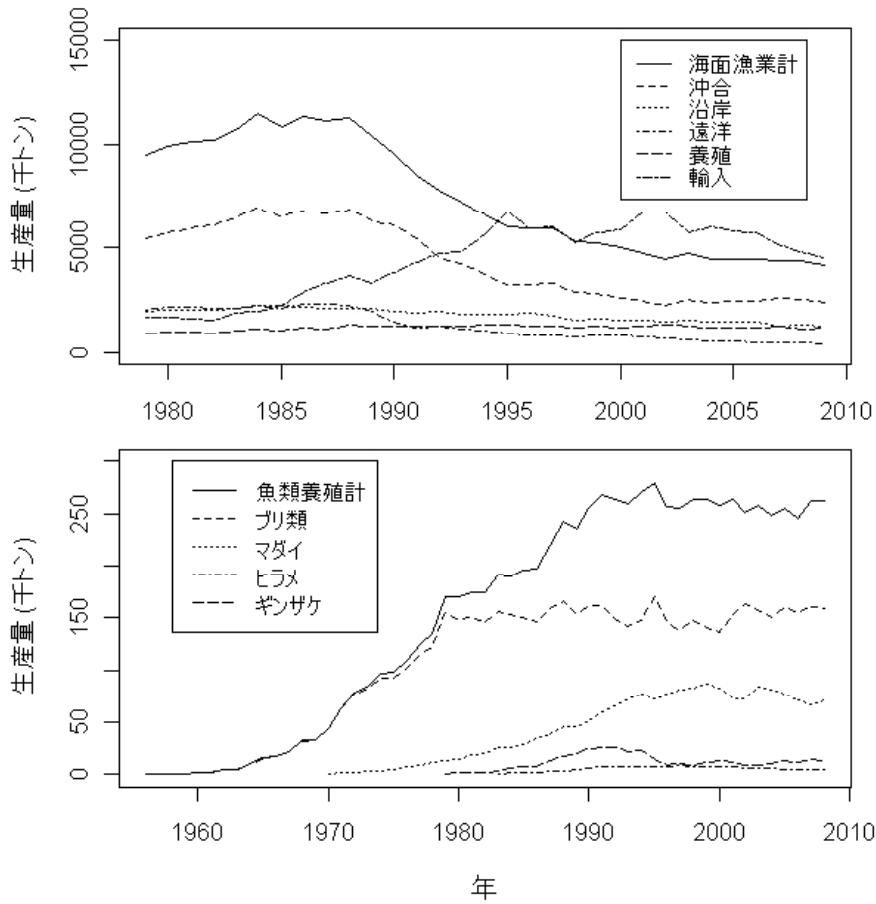 生産量 (千トン)
15000
10000
5000
0
海面漁業計
沖合
沿岸
遠洋
養殖
輸入
1980 1985 1990 1995 2000 2005 2010
生産量 (千トン)
250
150
50
0
魚類養殖計
ブリ類
マダイ
ヒラメ
ギンザケ
1960 1970 1980 1990 2000 2010
年